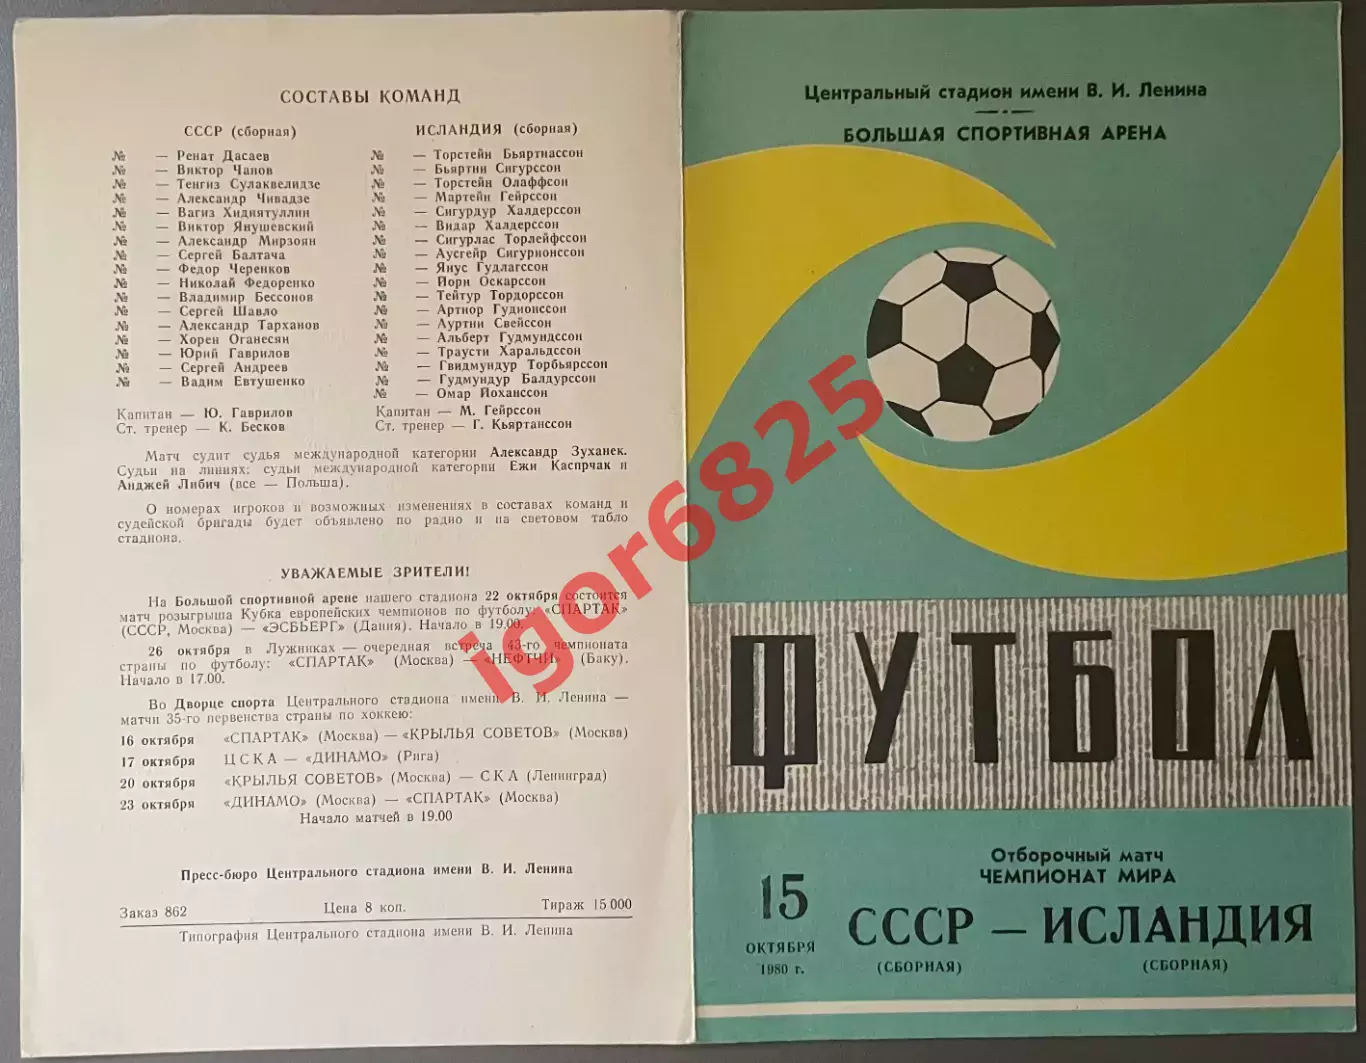 СОСТАВЫ КОМАНД
СССР (сборная)
№ — Ренат Дасаев
№ — Виктор Чанов
№ — Тенгиз Сулаквелидзе
№ — Александр Чивадзе
№ — Вагиз Хидиятуллин
№ — Виктор Янушевский
№ — Александр Мирзоян
№ — Сергей Балтача
№ — Федор Черенков
№ — Николай Федоренко
№ — Владимир Бессонов
№ — Сергей Шавло
№ — Александр Тарханов
№ — Хорен Оганесян
№ — Юрий Гаврилов
№ — Сергей Андреев
№ — Вадим Евтушенко
Капитан — Ю. Гаврилов
Ст. тренер — К. Бесков
ИСЛАНДИЯ (сборная)
№ — Торстейн Бьяртнассон
№ — Бьяртни Сигурссон
№ — Торстейн Олаффсон
№ — Мартейн Гейрссон
№ — Сигурдур Халдерссон
№ — Видар Халдерссон
№ — Сигурлас Торлейфссон
№ — Аусгейр Сигурионссон
№ — Янус Гудлагссон
№ — Йорн Оскарссон
№ — Тейтур Тордорссон
№ — Артнор Гудионссон
№ — Ауртни Свейссон
№ — Альберт Гудмундссон
№ — Траусти Харальдссон
№ — Гвидмундур Торбьярссон
№ — Гудмундур Балдурссон
№ — Омар Йоханссон
Капитан — М. Гейрссон
Ст. тренер — Г. Кьяртанссон
Матч судит судья международной категории Александр Зуханек.
Судьи на линиях: судьи международной категории Ежи Каспрчак и
Анджей Либич (все — Польша).
О номерах игроков и возможных изменениях в составах команд и
судейской бригады будет объявлено по радио и на световом табло
стадиона.
УВАЖАЕМЫЕ ЗРИТЕЛИ!
На Большой спортивной арене нашего стадиона 22 октября состоится
матч розыгрыша Кубка европейских чемпионов по футболу: «СПАРТАК»
(СССР, Москва) — «ЭСБЬЕРГ» (Дания). Начало в 19.00.
26 октября в Лужниках — очередная встреча 43-го чемпионата
страны по футболу: «СПАРТАК» (Москва) — «НЕФТЧИ» (Баку).
Начало в 17.00.
Во Дворце спорта Центрального стадиона имени В. И. Ленина —
матчи 35-го первенства страны по хоккею:
16 октября «СПАРТАК» (Москва) — «КРЫЛЬЯ СОВЕТОВ» (Москва)
17 октября ЦСКА — «ДИНАМО» (Рига)
20 октября «КРЫЛЬЯ СОВЕТОВ» (Москва) — СКА (Ленинград)
23 октября «ДИНАМО» (Москва) — «СПАРТАК» (Москва)
Начало матчей в 19.00
Пресс-бюро Центрального стадиона имени В. И. Ленина
Заказ 862 Цена 8 коп. Тираж 15 000
Типография Центрального стадиона имени В. И. Ленина
Центральный стадион имени В. И. Ленина
БОЛЬШАЯ СПОРТИВНАЯ АРЕНА
ФУТБОЛ
Отборочный матч
ЧЕМПИОНАТ МИРА
15
ОКТЯБРЯ
1980 г.
СССР — ИСЛАНДИЯ
(СБОРНАЯ) (СБОРНАЯ)
igor6825